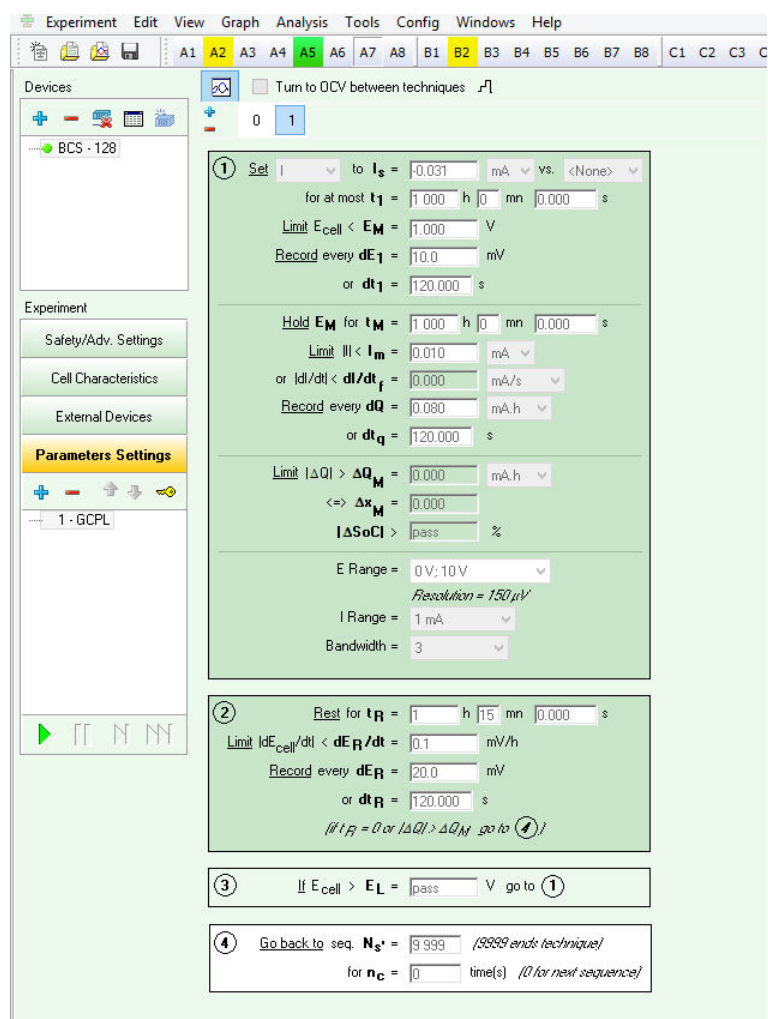 Experiment Edit View Graph Analysis Tools Config Windows Help
A1 A2 A3 A4 A5 A6 A7 A8 B1 B2 B3 B4 B5 B6 B7 B8 C1 C2 C3 C
Devices
BCS - 128
Turn to OCV between techniques
0 1
Experiment
Safety/Adv. Settings
Cell Characteristics
External Devices
Parameters Settings
1 - GCPL
1 Set I to Is = -0.031 mA vs. <None>
for at most t1 = 1 000 h 0 mn 0.000 s
Limit Ecell < EM = 1.000 V
Record every dE1 = 10.0 mV
or dt1 = 120.000 s
Hold EM for tM = 1 000 h 0 mn 0.000 s
Limit |I| < Im = 0.010 mA
or |dI/dt| < dI/dtf = 0.000 mA/s
Record every dQ = 0.080 mA.h
or dtq = 120.000 s
Limit |ΔQ| > ΔQM = 0.000 mA.h
<=> ΔxM = 0.000
|ΔSoC| > pass %
E Range = 0 V; 10 V
Resolution = 150 µV
I Range = 1 mA
Bandwidth = 3
2 Rest for tR = 1 h 15 mn 0.000 s
Limit |dEcell/dt| < dER/dt = 0.1 mV/h
Record every dER = 20.0 mV
or dtR = 120.000 s
(if tR = 0 or |ΔQ| > ΔQM go to 4)
3 If Ecell > EL = pass V go to 1
4 Go back to seq. Ns' = 9 999 (9999 ends technique)
for nc = 0 time(s) (0 for next sequence)